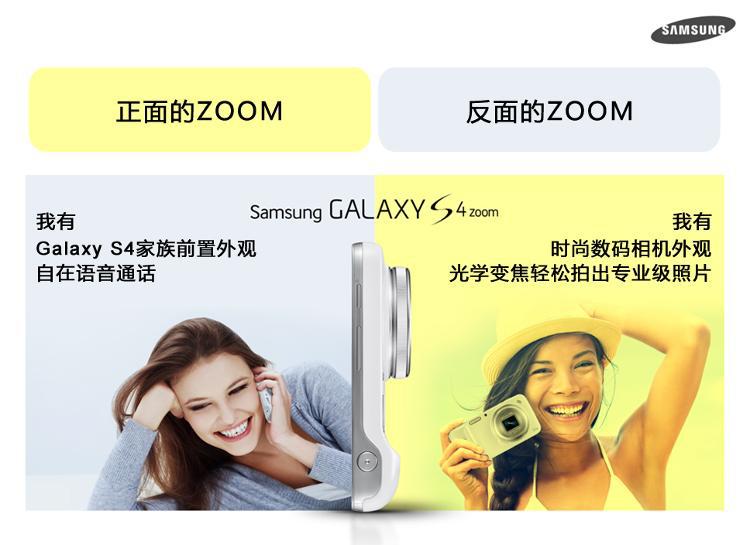 SAMSUNG
正面的ZOOM
反面的ZOOM
Samsung GALAXY S4 zoom
我有
Galaxy S4家族前置外观
自在语音通话
我有
时尚数码相机外观
光学变焦轻松拍出专业级照片